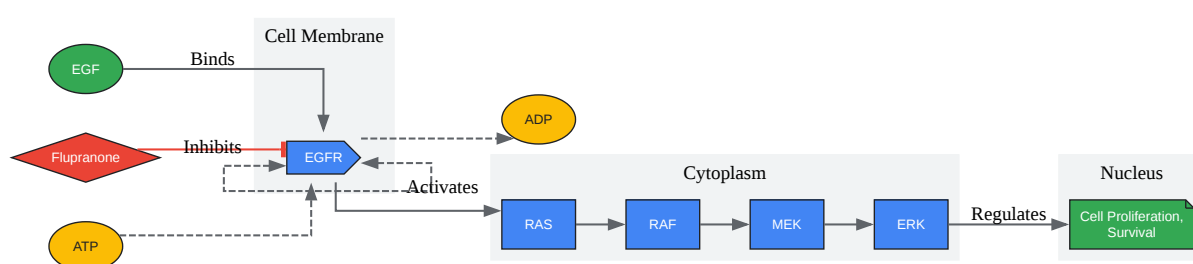 Cell Membrane
EGF
Binds
ADP
Flupranone
Inhibits
EGFR
Activates
Cytoplasm
Nucleus
RAS
RAF
MEK
ERK
Regulates
Cell Proliferation,
Survival
ATP